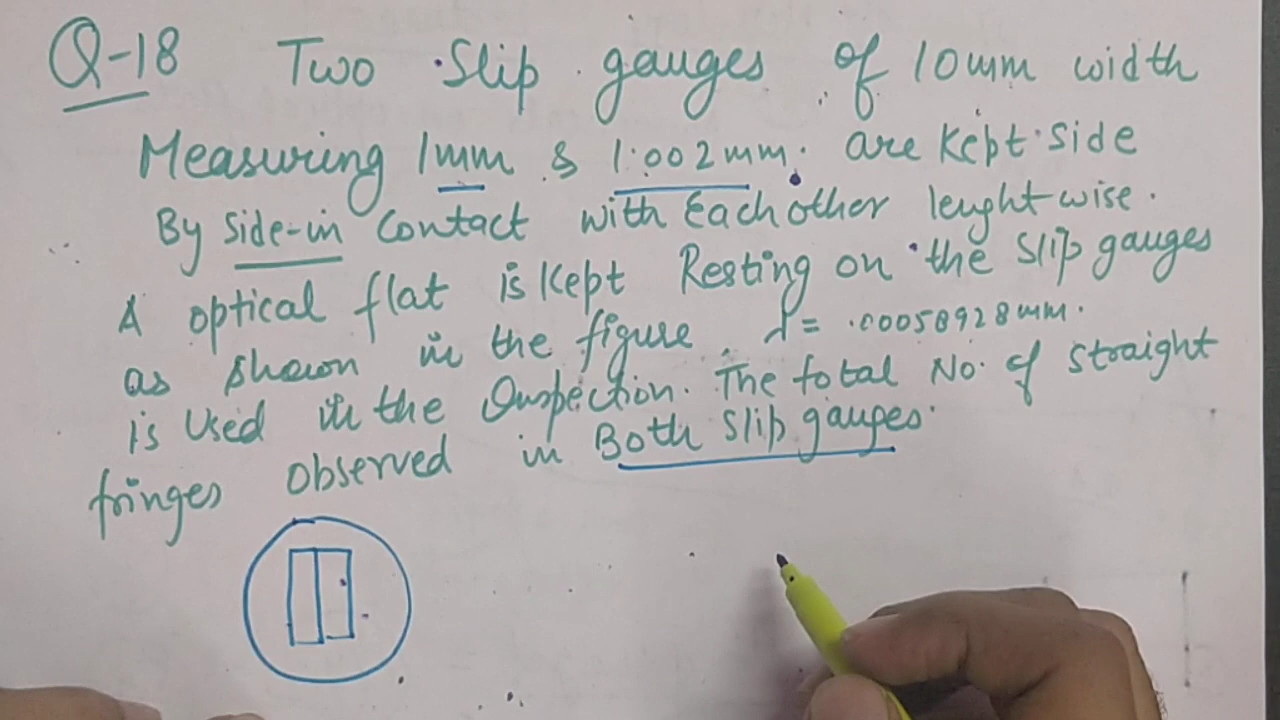 Q-18 Two Slip gauges of 10mm width
Measuring 1mm & 1.002mm. are Kept side
By side-in contact with Each other lenght wise.
A optical flat is Kept Resting on the Slip gauges
as shown in the figure. λ = .00058928mm.
is Used in the Inspection. The total No. of straight
fringes observed in Both slip gauges.